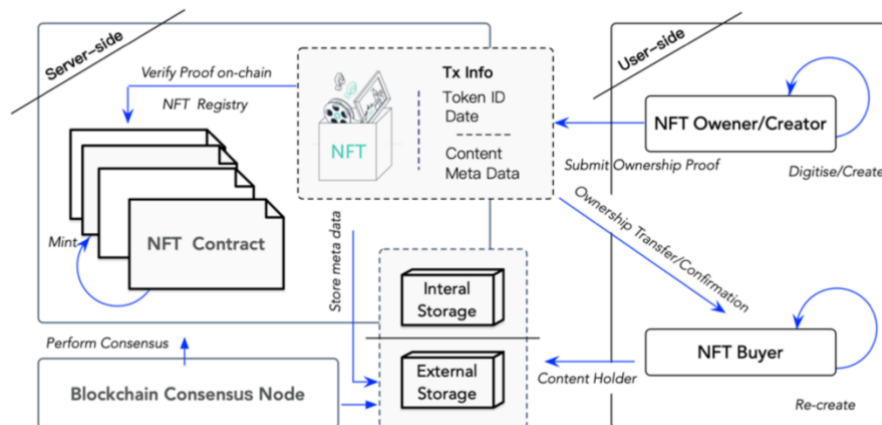 Server-side
User-side
Verify Proof on-chain
NFT Registry
NFT
Tx Info
Token ID
Date
Content
Meta Data
NFT Owener/Creator
Submit Ownership Proof
Digitise/Create
Mint
NFT Contract
Store meta data
Ownership Transfer/Confirmation
Interal
Storage
Perform Consensus
Blockchain Consensus Node
External
Storage
Content Holder
NFT Buyer
Re-create